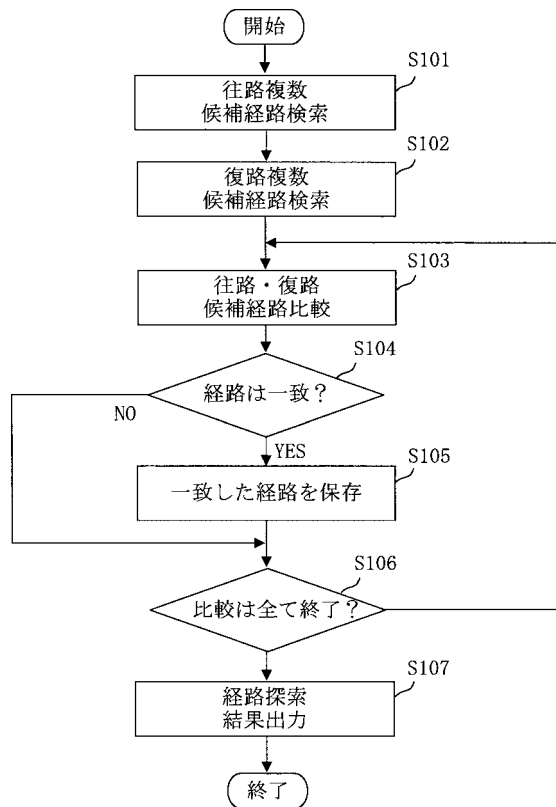 開始
S101
往路複数
候補経路検索
S102
復路複数
候補経路検索
S103
往路・復路
候補経路比較
S104
経路は一致？
NO
YES
S105
一致した経路を保存
S106
比較は全て終了？
S107
経路探索
結果出力
終了